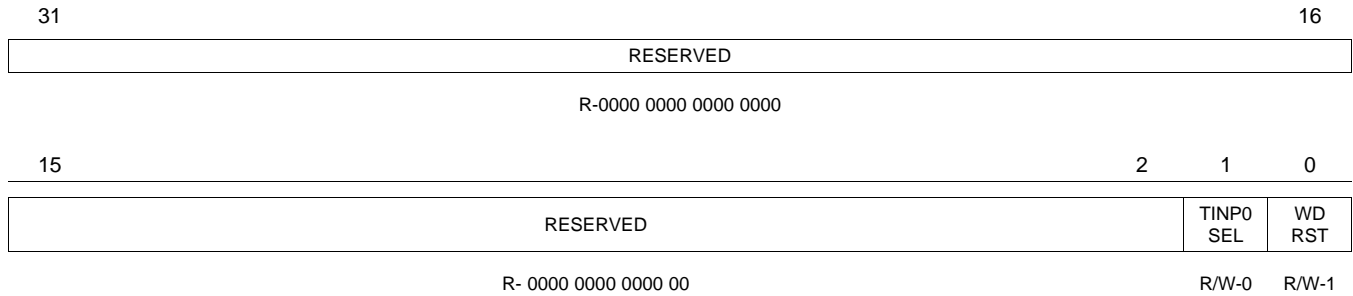 31 16
RESERVED
R-0000 0000 0000 0000
15 2 1 0
RESERVED TINP0 SEL WD RST
R- 0000 0000 0000 00 R/W-0 R/W-1